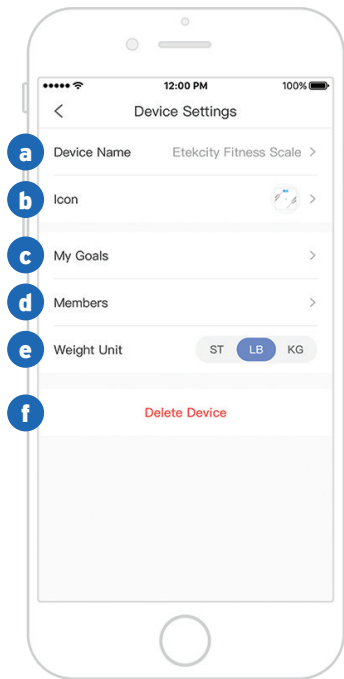 12:00 PM 100%
Device Settings
a Device Name Etekcity Fitness Scale
b Icon
c My Goals
d Members
e Weight Unit ST LB KG
f Delete Device